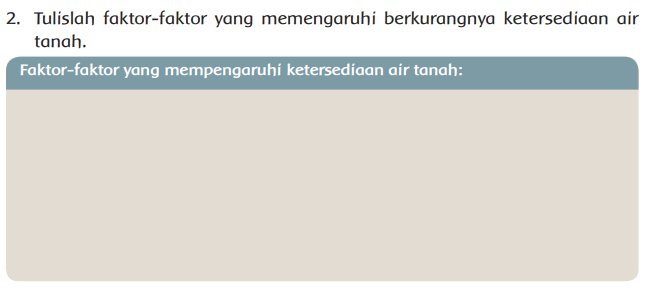 2. Tulislah faktor-faktor yang memengaruhi berkurangnya ketersediaan air
tanah.
Faktor-faktor yang mempengaruhi ketersediaan air tanah: